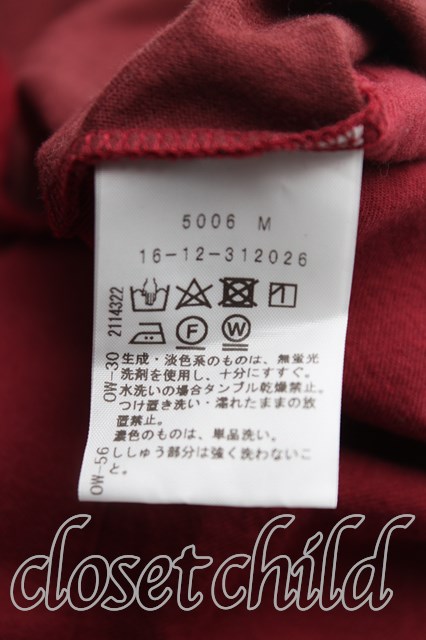 5006 M
16-12-312026
F W
生成・淡色系のものは、無蛍光
洗剤を使用し、十分にすすぐ。
水洗いの場合タンブル乾燥禁止。
つけ置き洗い・濡れたままの放
置禁止。
濃色のものは、単品洗い。
ししゅう部分は強く洗わないこ
と。
OW-30 2114322
OW-56
closet child